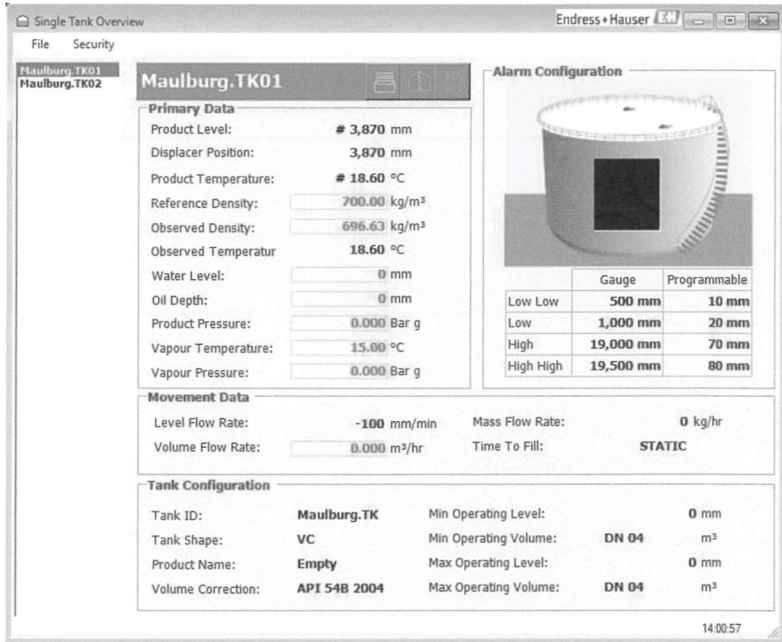 Single Tank Overview
Endress+Hauser EH
File Security
Maulburg.TK01
Maulburg.TK02
Maulburg.TK01
Primary Data
Product Level: # 3,870 mm
Displacer Position: 3,870 mm
Product Temperature: # 18.60 °C
Reference Density: 700.00 kg/m³
Observed Density: 696.63 kg/m³
Observed Temperatur 18.60 °C
Water Level: 0 mm
Oil Depth: 0 mm
Product Pressure: 0.000 Bar g
Vapour Temperature: 15.00 °C
Vapour Pressure: 0.000 Bar g
Alarm Configuration
Gauge Programmable
Low Low 500 mm 10 mm
Low 1,000 mm 20 mm
High 19,000 mm 70 mm
High High 19,500 mm 80 mm
Movement Data
Level Flow Rate: -100 mm/min Mass Flow Rate: 0 kg/hr
Volume Flow Rate: 0.000 m³/hr Time To Fill: STATIC
Tank Configuration
Tank ID: Maulburg.TK Min Operating Level: 0 mm
Tank Shape: VC Min Operating Volume: DN 04 m³
Product Name: Empty Max Operating Level: 0 mm
Volume Correction: API 54B 2004 Max Operating Volume: DN 04 m³
14:00:57